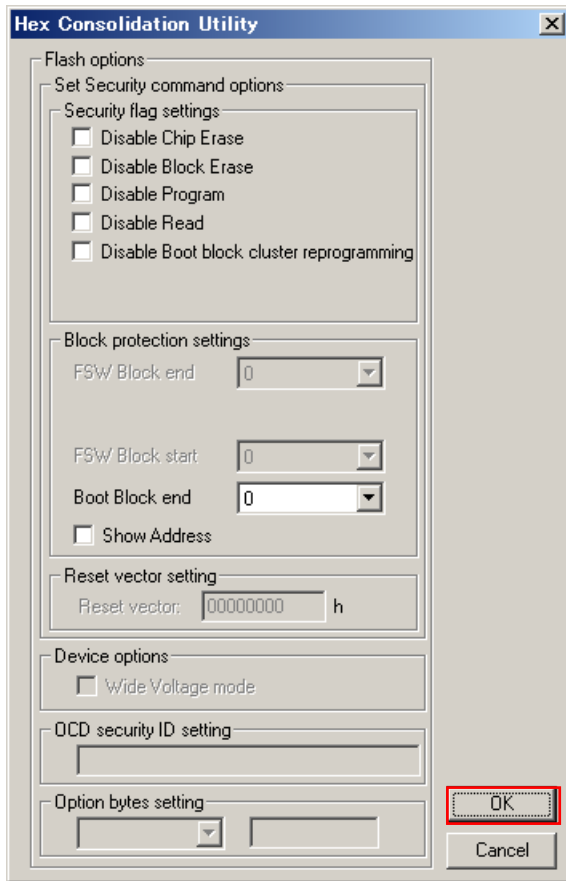 Hex Consolidation Utility
Flash options
Set Security command options
Security flag settings
Disable Chip Erase
Disable Block Erase
Disable Program
Disable Read
Disable Boot block cluster reprogramming
Block protection settings
FSW Block end 0
FSW Block start 0
Boot Block end 0
Show Address
Reset vector setting
Reset vector: 00000000 h
Device options
Wide Voltage mode
OCD security ID setting
Option bytes setting
OK
Cancel